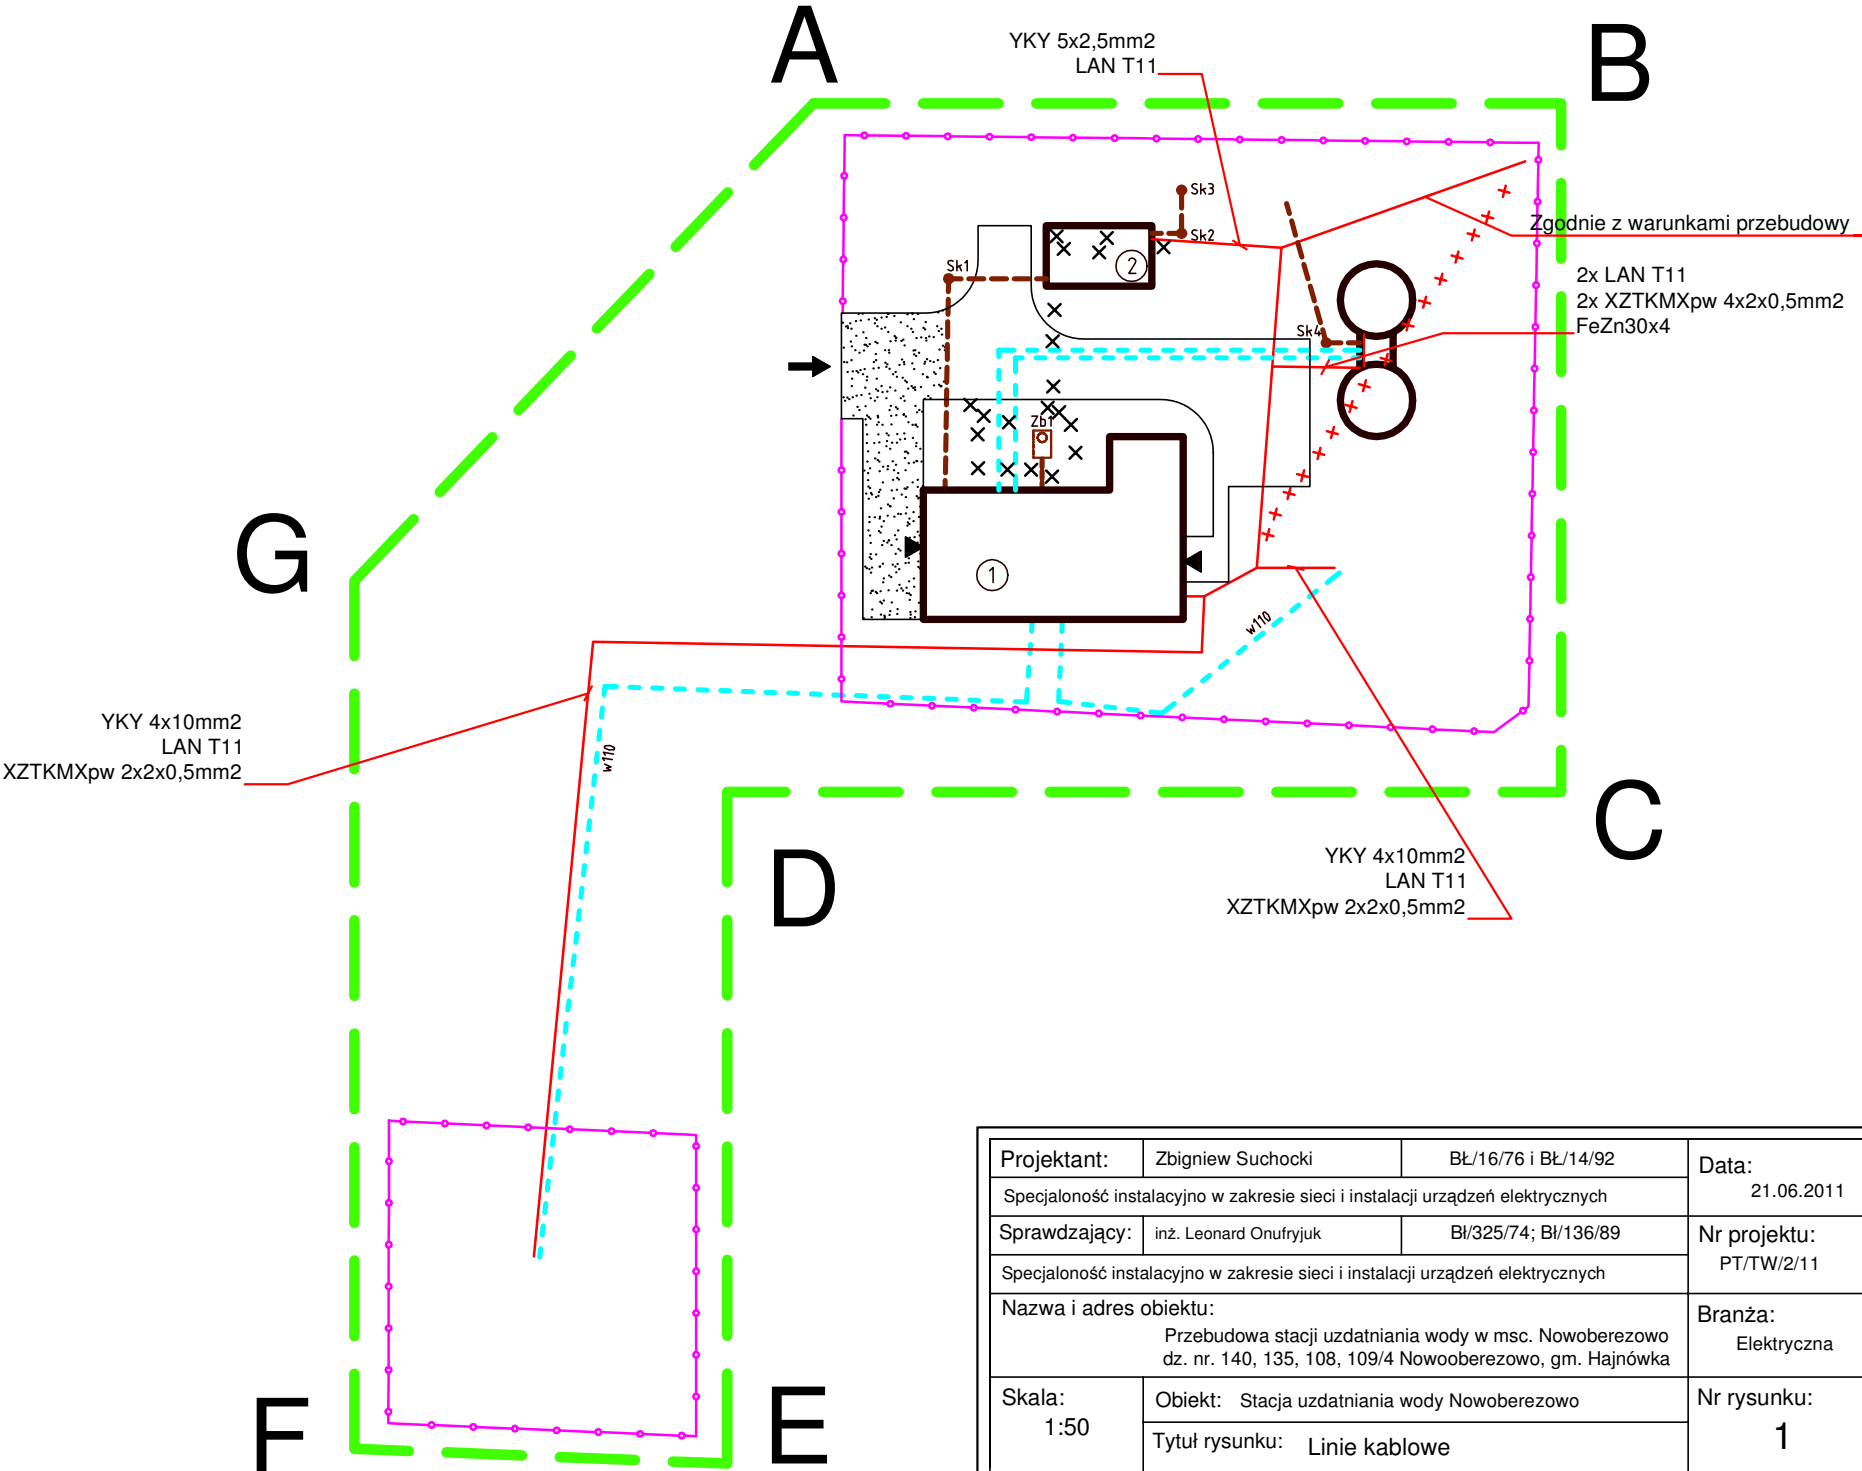 A
B
YKY 5x2,5mm2
LAN T11
Sk3
Sk2
Zgodnie z warunkami przebudowy
2
Sk1
2x LAN T11
2x XZTKMXpw 4x2x0,5mm2
FeZn30x4
Sk4
Zb1
G
1
w110
YKY 4x10mm2
LAN T11
XZTKMXpw 2x2x0,5mm2
w110
C
D
YKY 4x10mm2
LAN T11
XZTKMXpw 2x2x0,5mm2
F
E
Projektant: Zbigniew Suchocki BŁ/16/76 i BŁ/14/92
Data:
21.06.2011
Specjaloność instalacyjno w zakresie sieci i instalacji urządzeń elektrycznych
Sprawdzający: inż. Leonard Onufryjuk Bł/325/74; Bł/136/89
Nr projektu:
PT/TW/2/11
Specjaloność instalacyjno w zakresie sieci i instalacji urządzeń elektrycznych
Nazwa i adres obiektu:
Przebudowa stacji uzdatniania wody w msc. Nowoberezowo
dz. nr. 140, 135, 108, 109/4 Nowooberezowo, gm. Hajnówka
Branża:
Elektryczna
Skala:
1:50
Obiekt: Stacja uzdatniania wody Nowoberezowo
Tytuł rysunku: Linie kablowe
Nr rysunku:
1